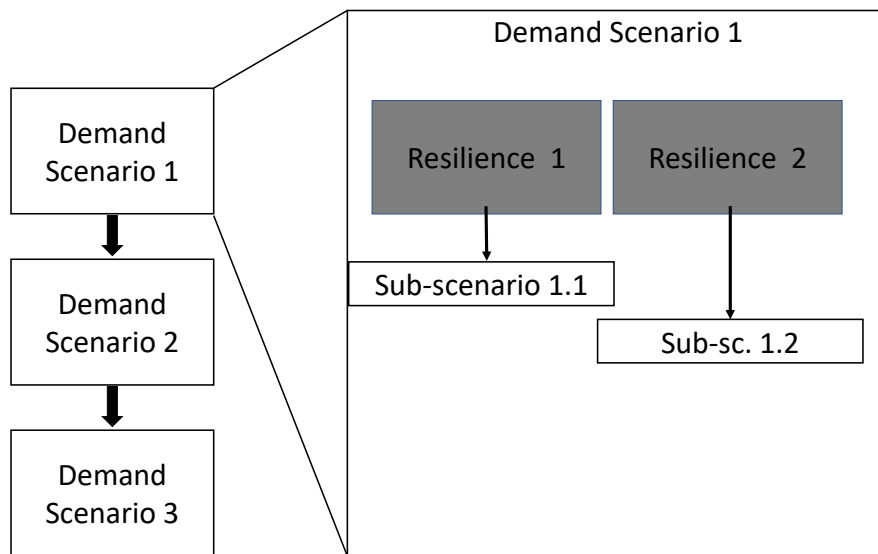 Demand
Scenario 1
Demand
Scenario 2
Demand
Scenario 3
Demand Scenario 1
Resilience 1
Resilience 2
Sub-scenario 1.1
Sub-sc. 1.2